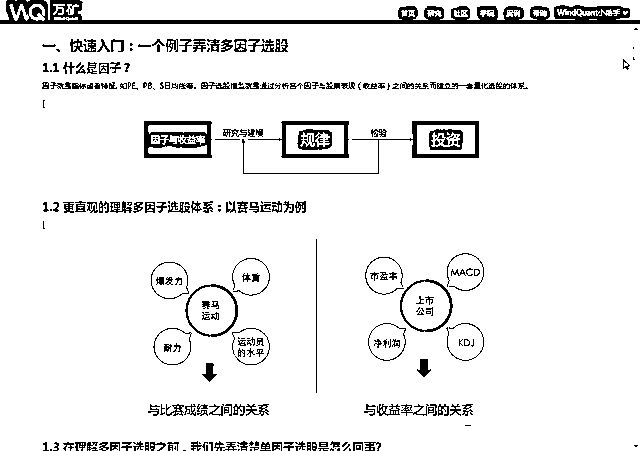 WQ 万矿
首页 研究 社区 学院 案例 帮助 WindQuant小助手
一、快速入门：一个例子弄清多因子选股
1.1 什么是因子？
因子就是指标或者特征, 如PE、PB、5日均线等。因子选股模型就是通过分析各个因子与股票表现（收益率）之间的关系而建立的一套量化选股的体系。
研究与建模 检验
因子与收益率 规律 投资
1.2 更直观的理解多因子选股体系：以赛马运动为例
爆发力 体重 市盈率 MACD
赛马 上市
运动 公司
耐力 运动员 净利润 KDJ
的水平
与比赛成绩之间的关系 与收益率之间的关系
1.3 在理解多因子选股之前，我们先弄清楚单因子选股是怎么回事?